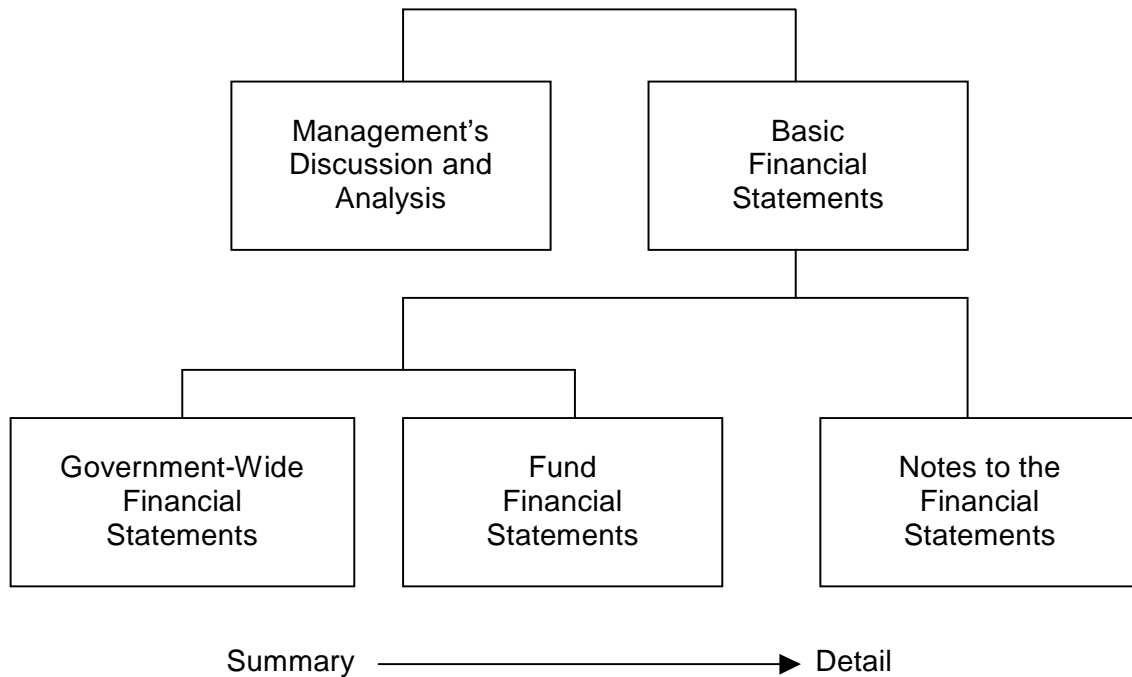 Management’s
Discussion and
Analysis
Basic
Financial
Statements
Government-Wide
Financial
Statements
Fund
Financial
Statements
Notes to the
Financial
Statements
Summary
Detail